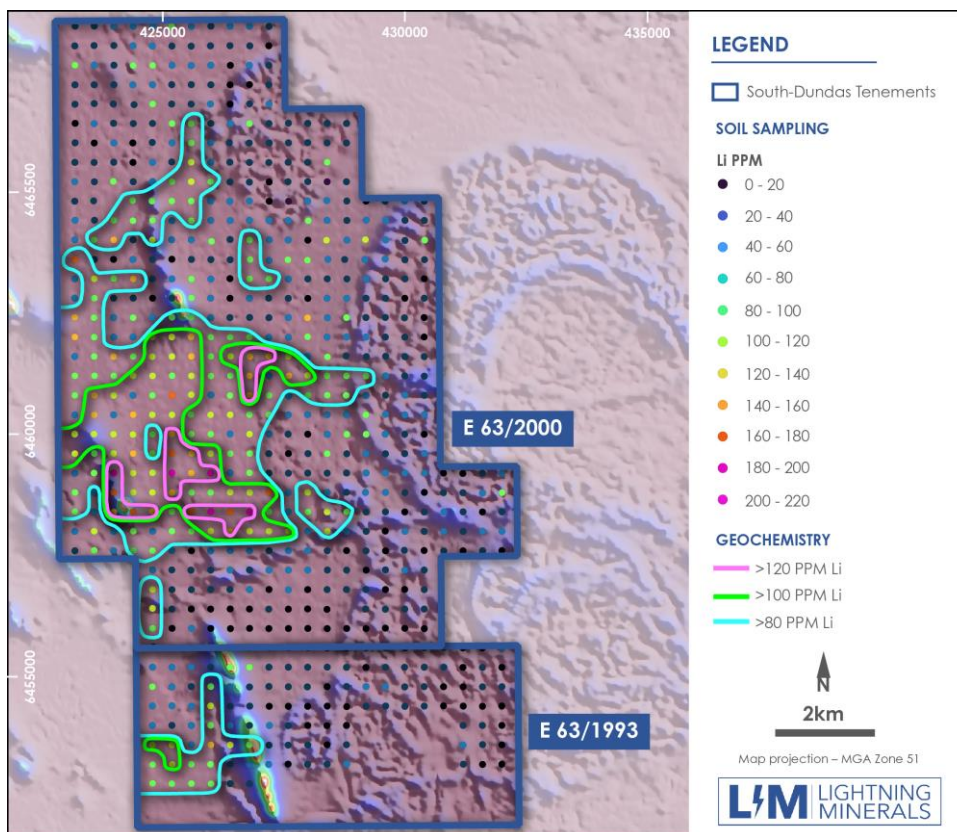 425000
430000
435000
6465500
6460000
6455000
E 63/2000
E 63/1993
LEGEND
South-Dundas Tenements
SOIL SAMPLING
Li PPM
0 - 20
20 - 40
40 - 60
60 - 80
80 - 100
100 - 120
120 - 140
140 - 160
160 - 180
180 - 200
200 - 220
GEOCHEMISTRY
>120 PPM Li
>100 PPM Li
>80 PPM Li
N
2km
Map projection – MGA Zone 51
LM
LIGHTNING
MINERALS